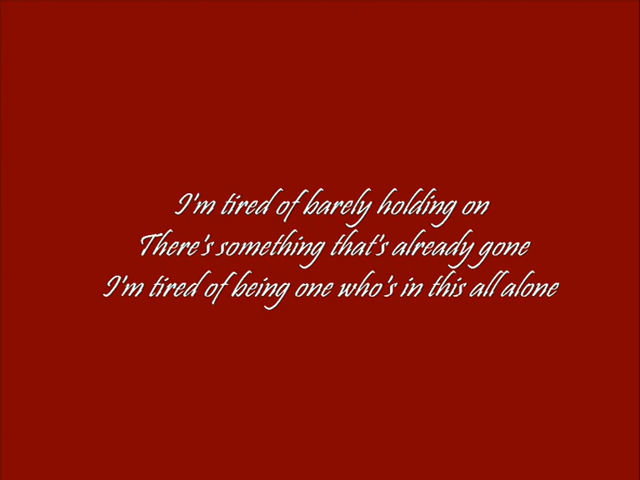 I'm tired of barely holding on
There's something that's already gone
I'm tired of being one who's in this all alone